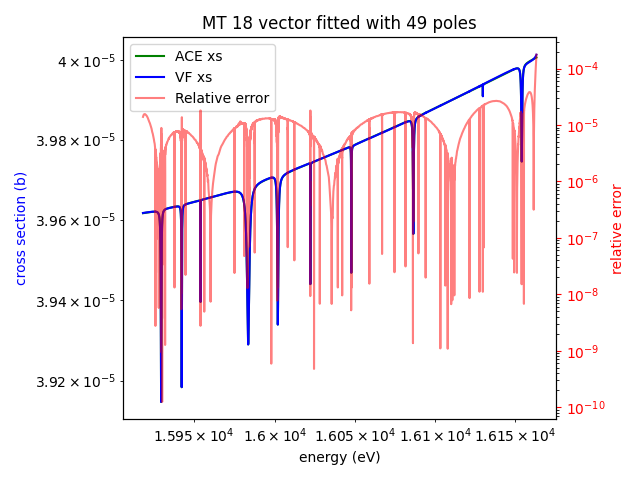 MT 18 vector fitted with 49 poles
ACE xs
VF xs
Relative error
4 × 10⁻⁵
3.98 × 10⁻⁵
3.96 × 10⁻⁵
3.94 × 10⁻⁵
3.92 × 10⁻⁵
cross section (b)
10⁻⁴
10⁻⁵
10⁻⁶
10⁻⁷
10⁻⁸
10⁻⁹
10⁻¹⁰
relative error
1.595 × 10⁴ 1.6 × 10⁴ 1.605 × 10⁴ 1.61 × 10⁴ 1.615 × 10⁴
energy (eV)